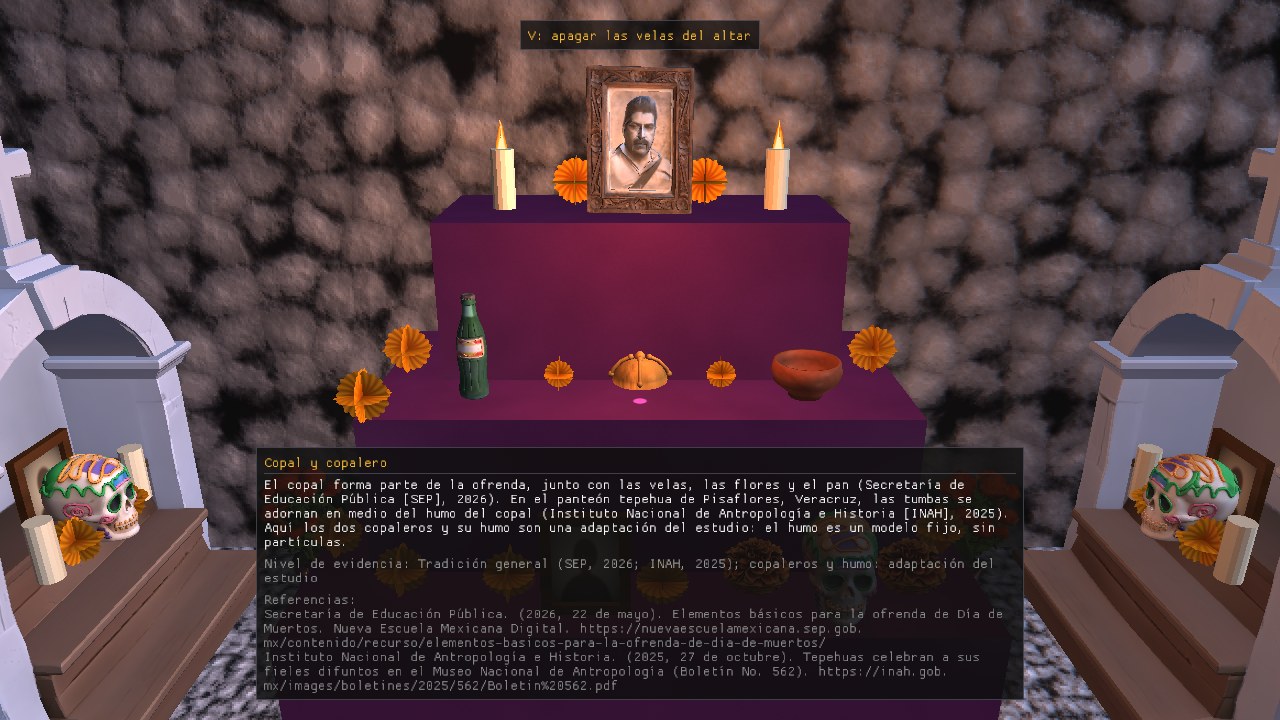 V: apagar las velas del altar
Copal y copalero
El copal forma parte de la ofrenda, junto con las velas, las flores y el pan (Secretaría de
Educación Pública [SEP], 2026). En el panteón tepehua de Pisaflores, Veracruz, las tumbas se
adornan en medio del humo del copal (Instituto Nacional de Antropología e Historia [INAH], 2025).
Aquí los dos copaleros y su humo son una adaptación del estudio: el humo es un modelo fijo, sin
partículas.
Nivel de evidencia: Tradición general (SEP, 2026; INAH, 2025); copaleros y humo: adaptación del
estudio
Referencias:
Secretaría de Educación Pública. (2026, 22 de mayo). Elementos básicos para la ofrenda de Día de
Muertos. Nueva Escuela Mexicana Digital. https://nuevaescuelamexicana.sep.gob.
mx/contenido/recurso/elementos-basicos-para-la-ofrenda-de-dia-de-muertos/
Instituto Nacional de Antropología e Historia. (2025, 27 de octubre). Tepehuas celebran a sus
fieles difuntos en el Museo Nacional de Antropología (Boletín No. 562). https://inah.gob.
mx/images/boletines/2025/562/Boletin%20562.pdf